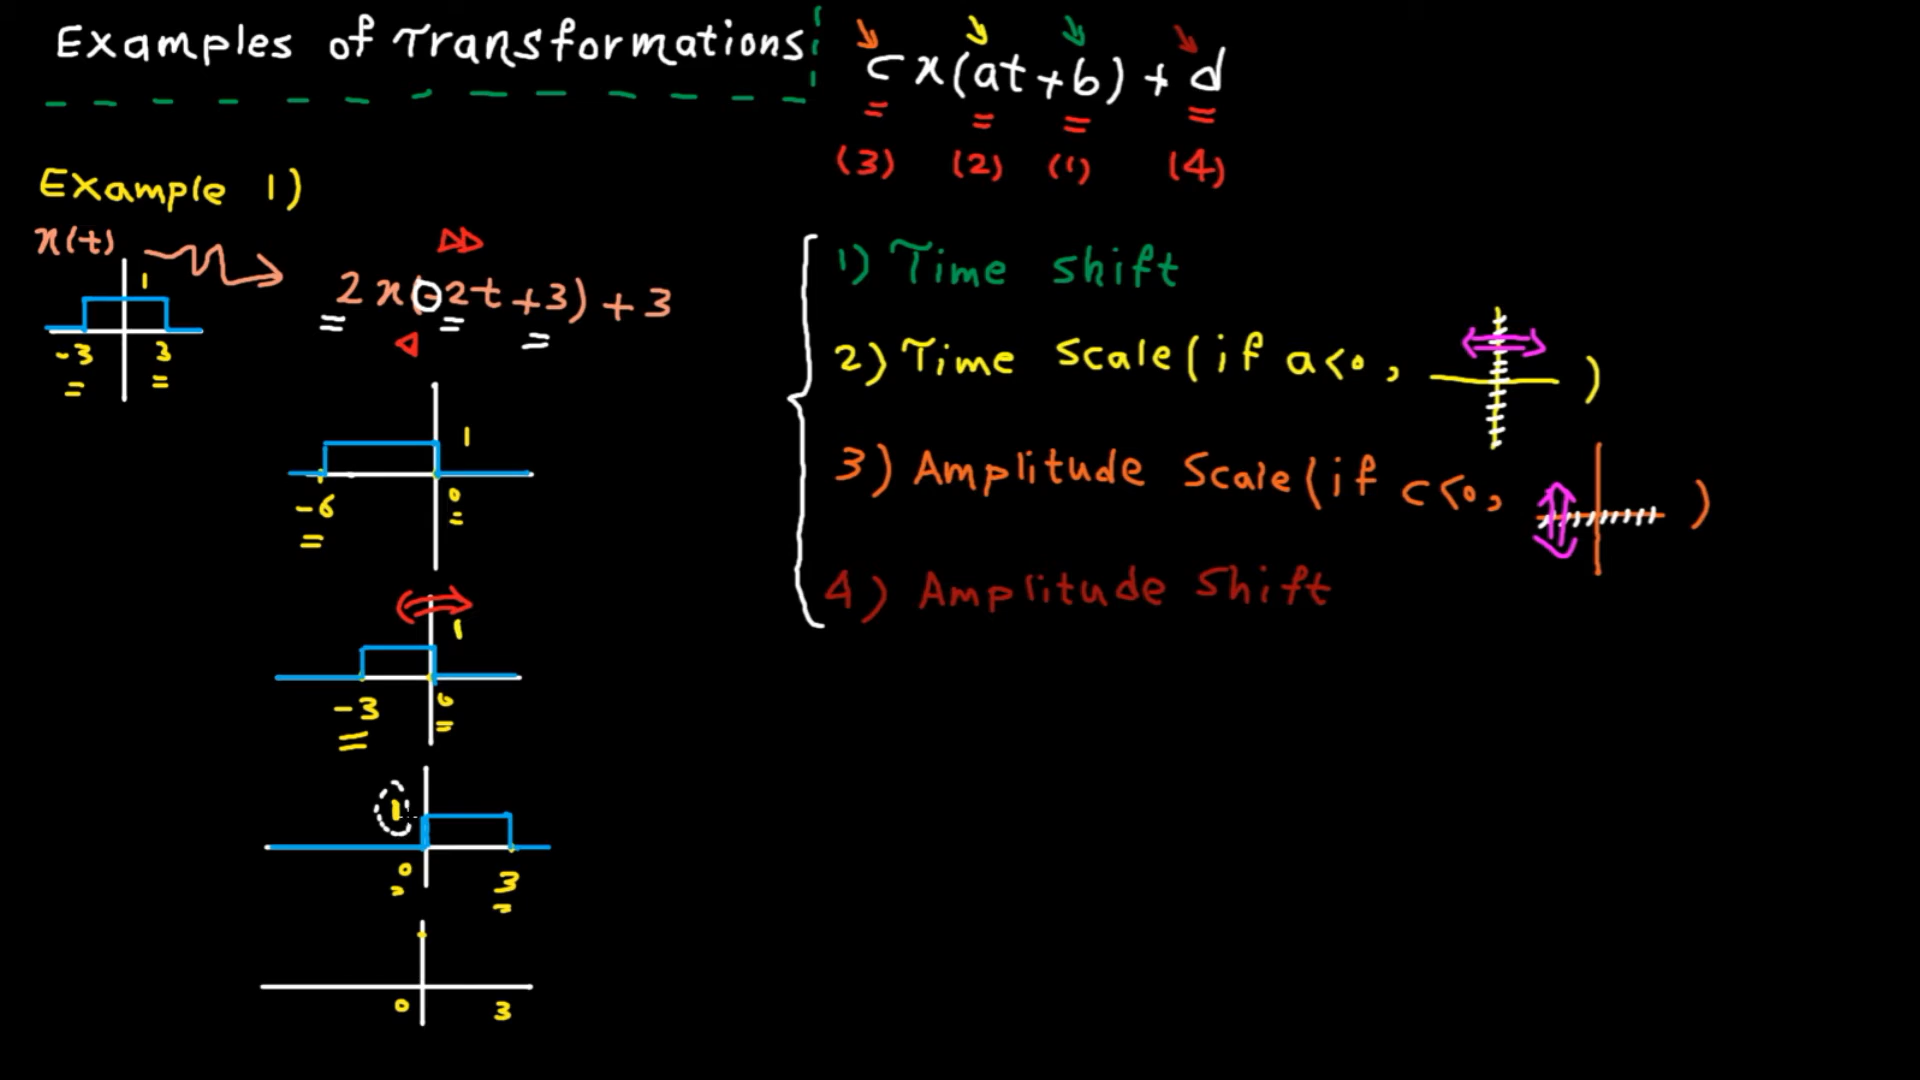 Examples of Transformations
c x(at + b) + d
(3) (2) (1) (4)
Example 1)
x(t)
1
-3 3
2x(-2t + 3) + 3
1) Time shift
2) Time Scale (if a<0, )
3) Amplitude Scale (if c<0, )
4) Amplitude Shift
1
-6 0
1
-3 0
1
0 3
0 3